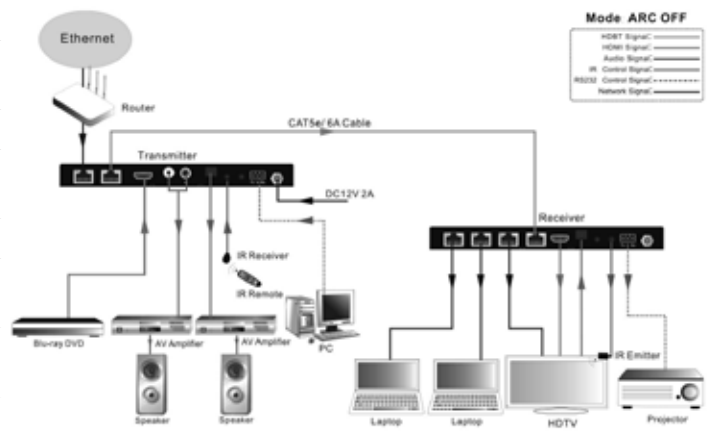 Mode ARC OFF
Ethernet
HDBT Signal:
HDMI Signal:
Audio Signal:
IR Control Signal:
RS232 Control Signal:
Network Signal:
Router
CAT5e/ 6A Cable
Transmitter
DC12V 2A
Receiver
IR Receiver
IR Remote
Blu-ray DVD
AV Amplifier
AV Amplifier
PC
IR Emitter
Speaker
Speaker
Laptop
Laptop
HDTV
Projector